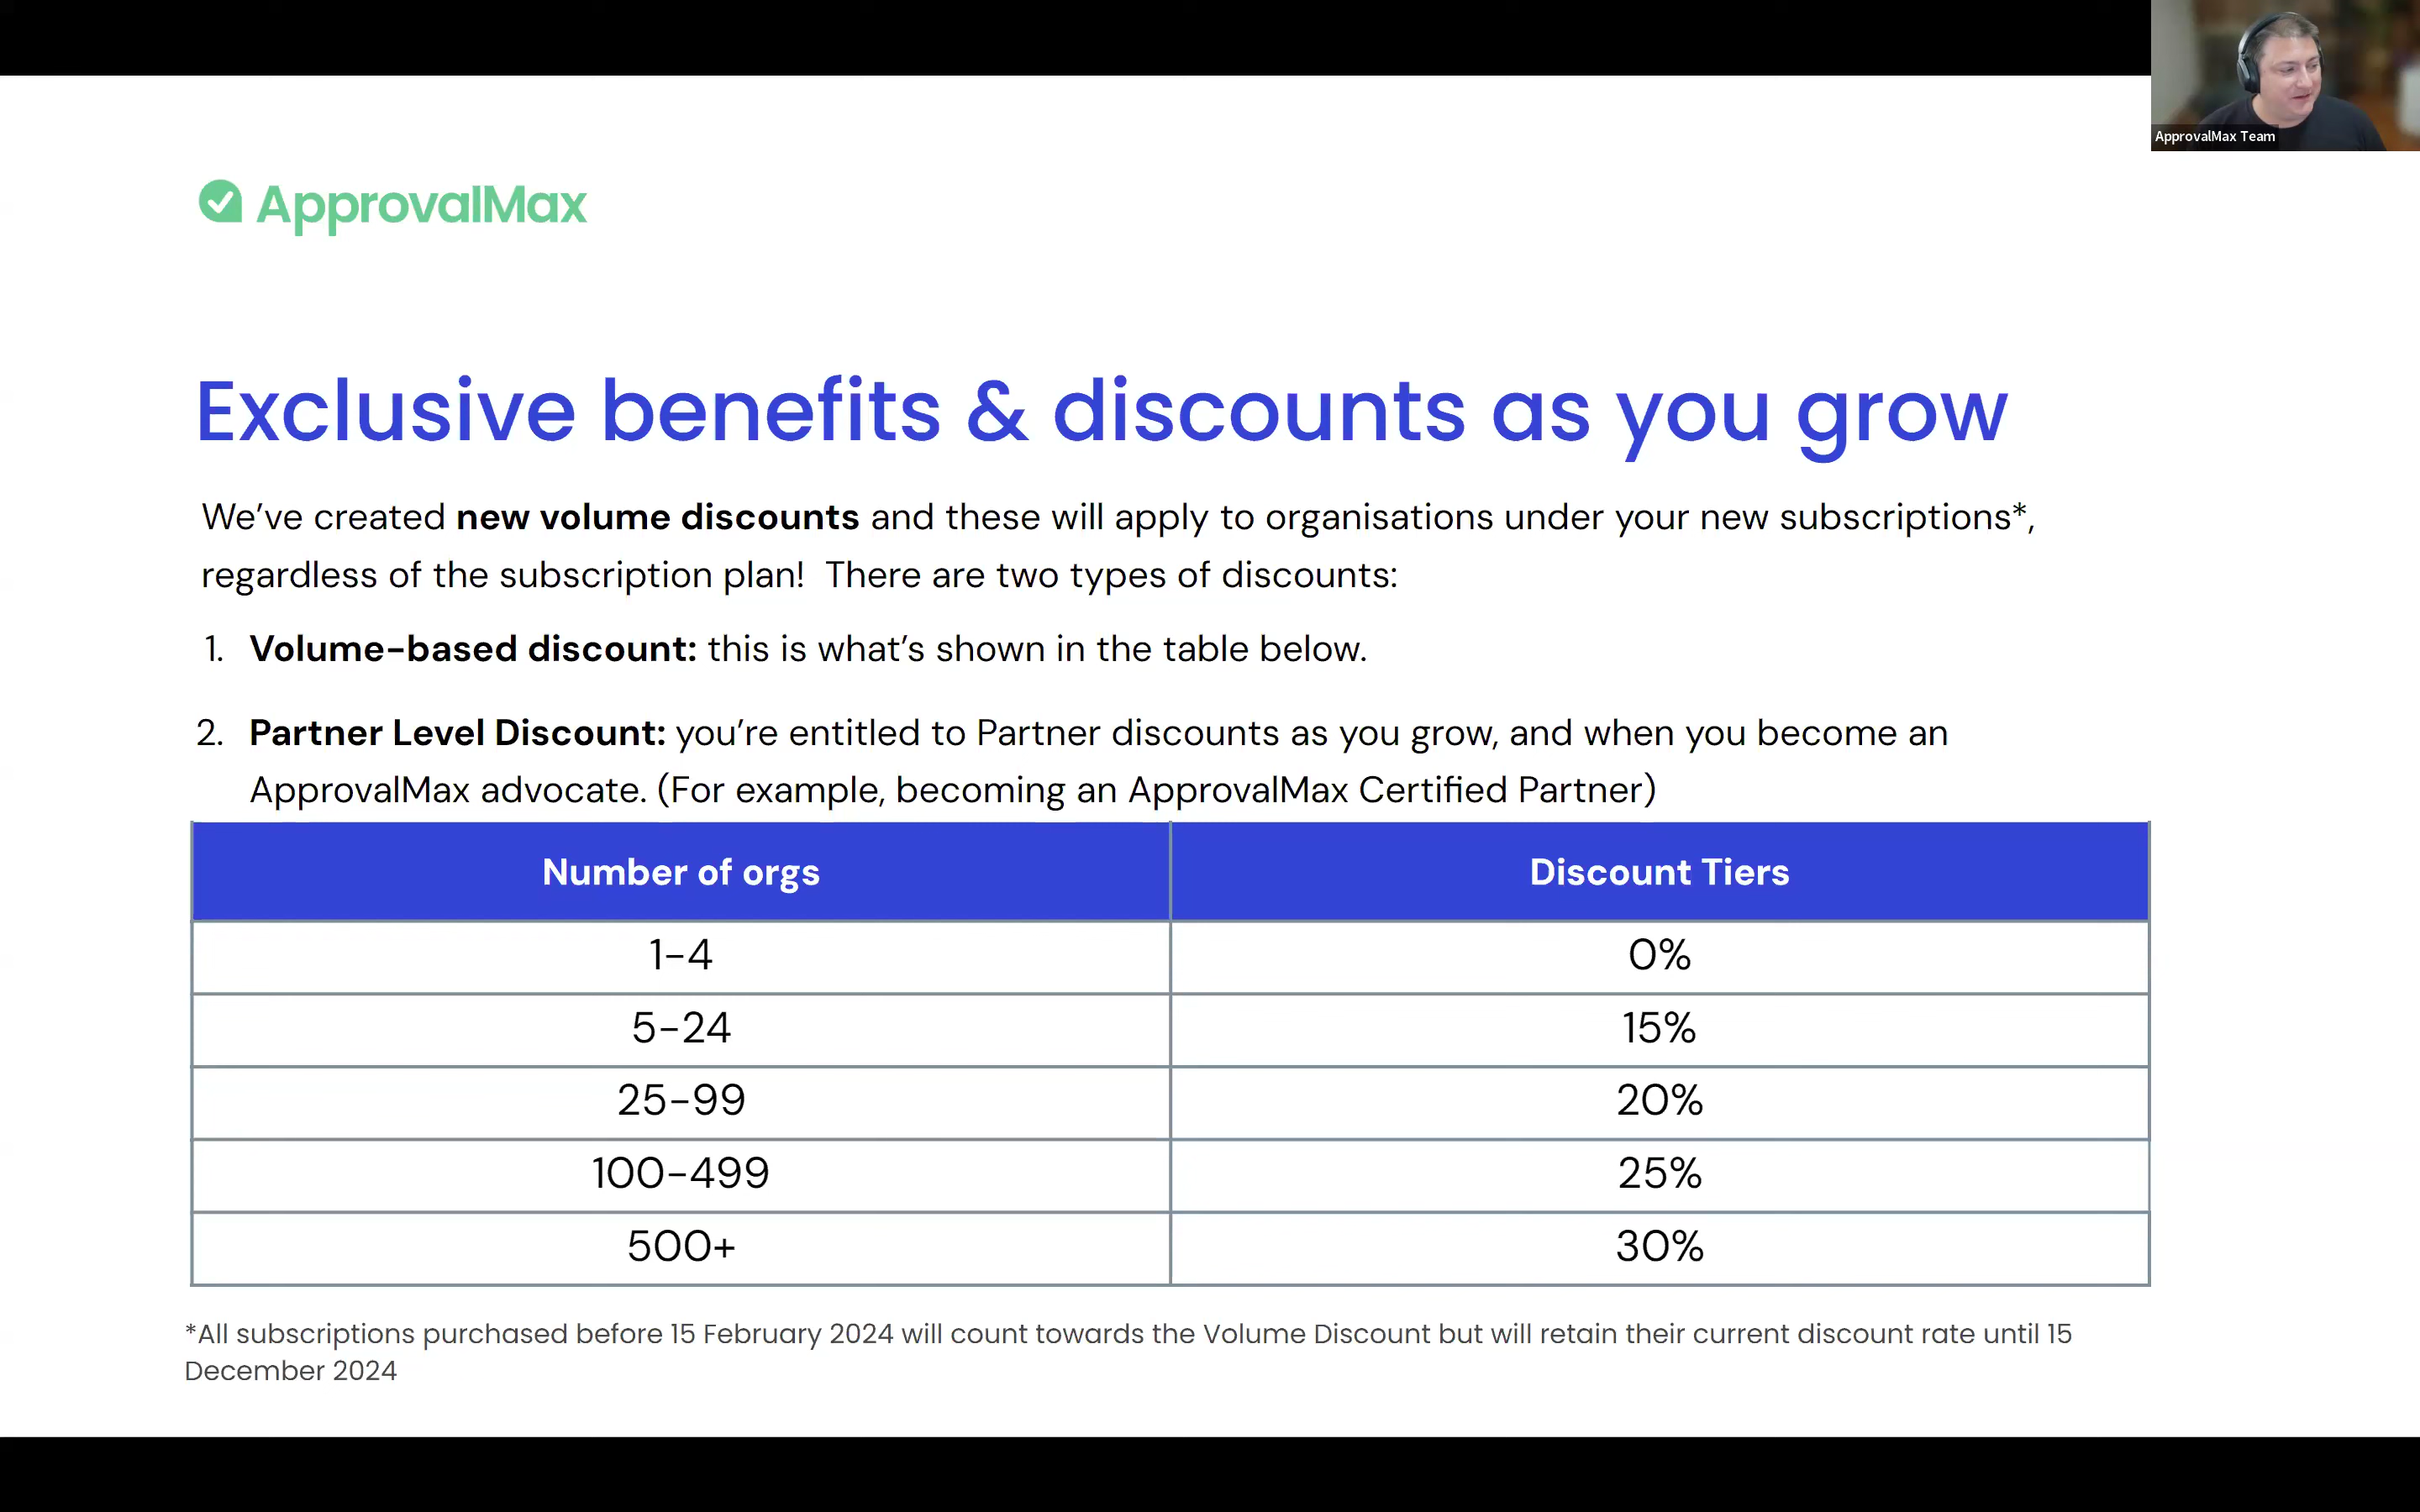 ApprovalMax Team
ApprovalMax
Exclusive benefits & discounts as you grow
We’ve created new volume discounts and these will apply to organisations under your new subscriptions*,
regardless of the subscription plan!  There are two types of discounts:
1. Volume-based discount: this is what’s shown in the table below.
2. Partner Level Discount: you’re entitled to Partner discounts as you grow, and when you become an
ApprovalMax advocate. (For example, becoming an ApprovalMax Certified Partner)
Number of orgs Discount Tiers
1-4 0%
5-24 15%
25-99 20%
100-499 25%
500+ 30%
*All subscriptions purchased before 15 February 2024 will count towards the Volume Discount but will retain their current discount rate until 15
December 2024